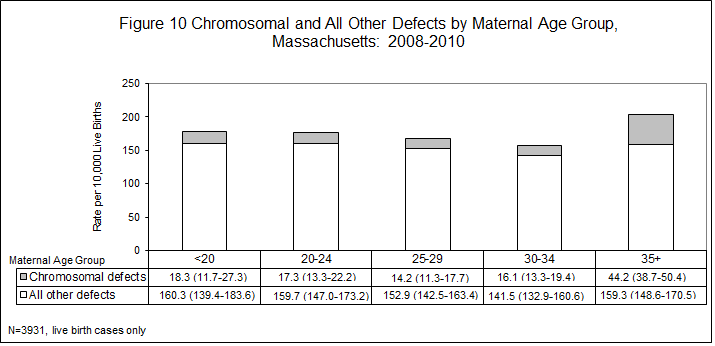 Figure 10 Chromosomal and All Other Defects by Maternal Age Group,
Massachusetts: 2008-2010
Rate per 10,000 Live Births
250
200
150
100
50
0
Maternal Age Group <20 20-24 25-29 30-34 35+
Chromosomal defects 18.3 (11.7-27.3) 17.3 (13.3-22.2) 14.2 (11.3-17.7) 16.1 (13.3-19.4) 44.2 (38.7-50.4)
All other defects 160.3 (139.4-183.6) 159.7 (147.0-173.2) 152.9 (142.5-163.4) 141.5 (132.9-160.6) 159.3 (148.6-170.5)
N=3931, live birth cases only